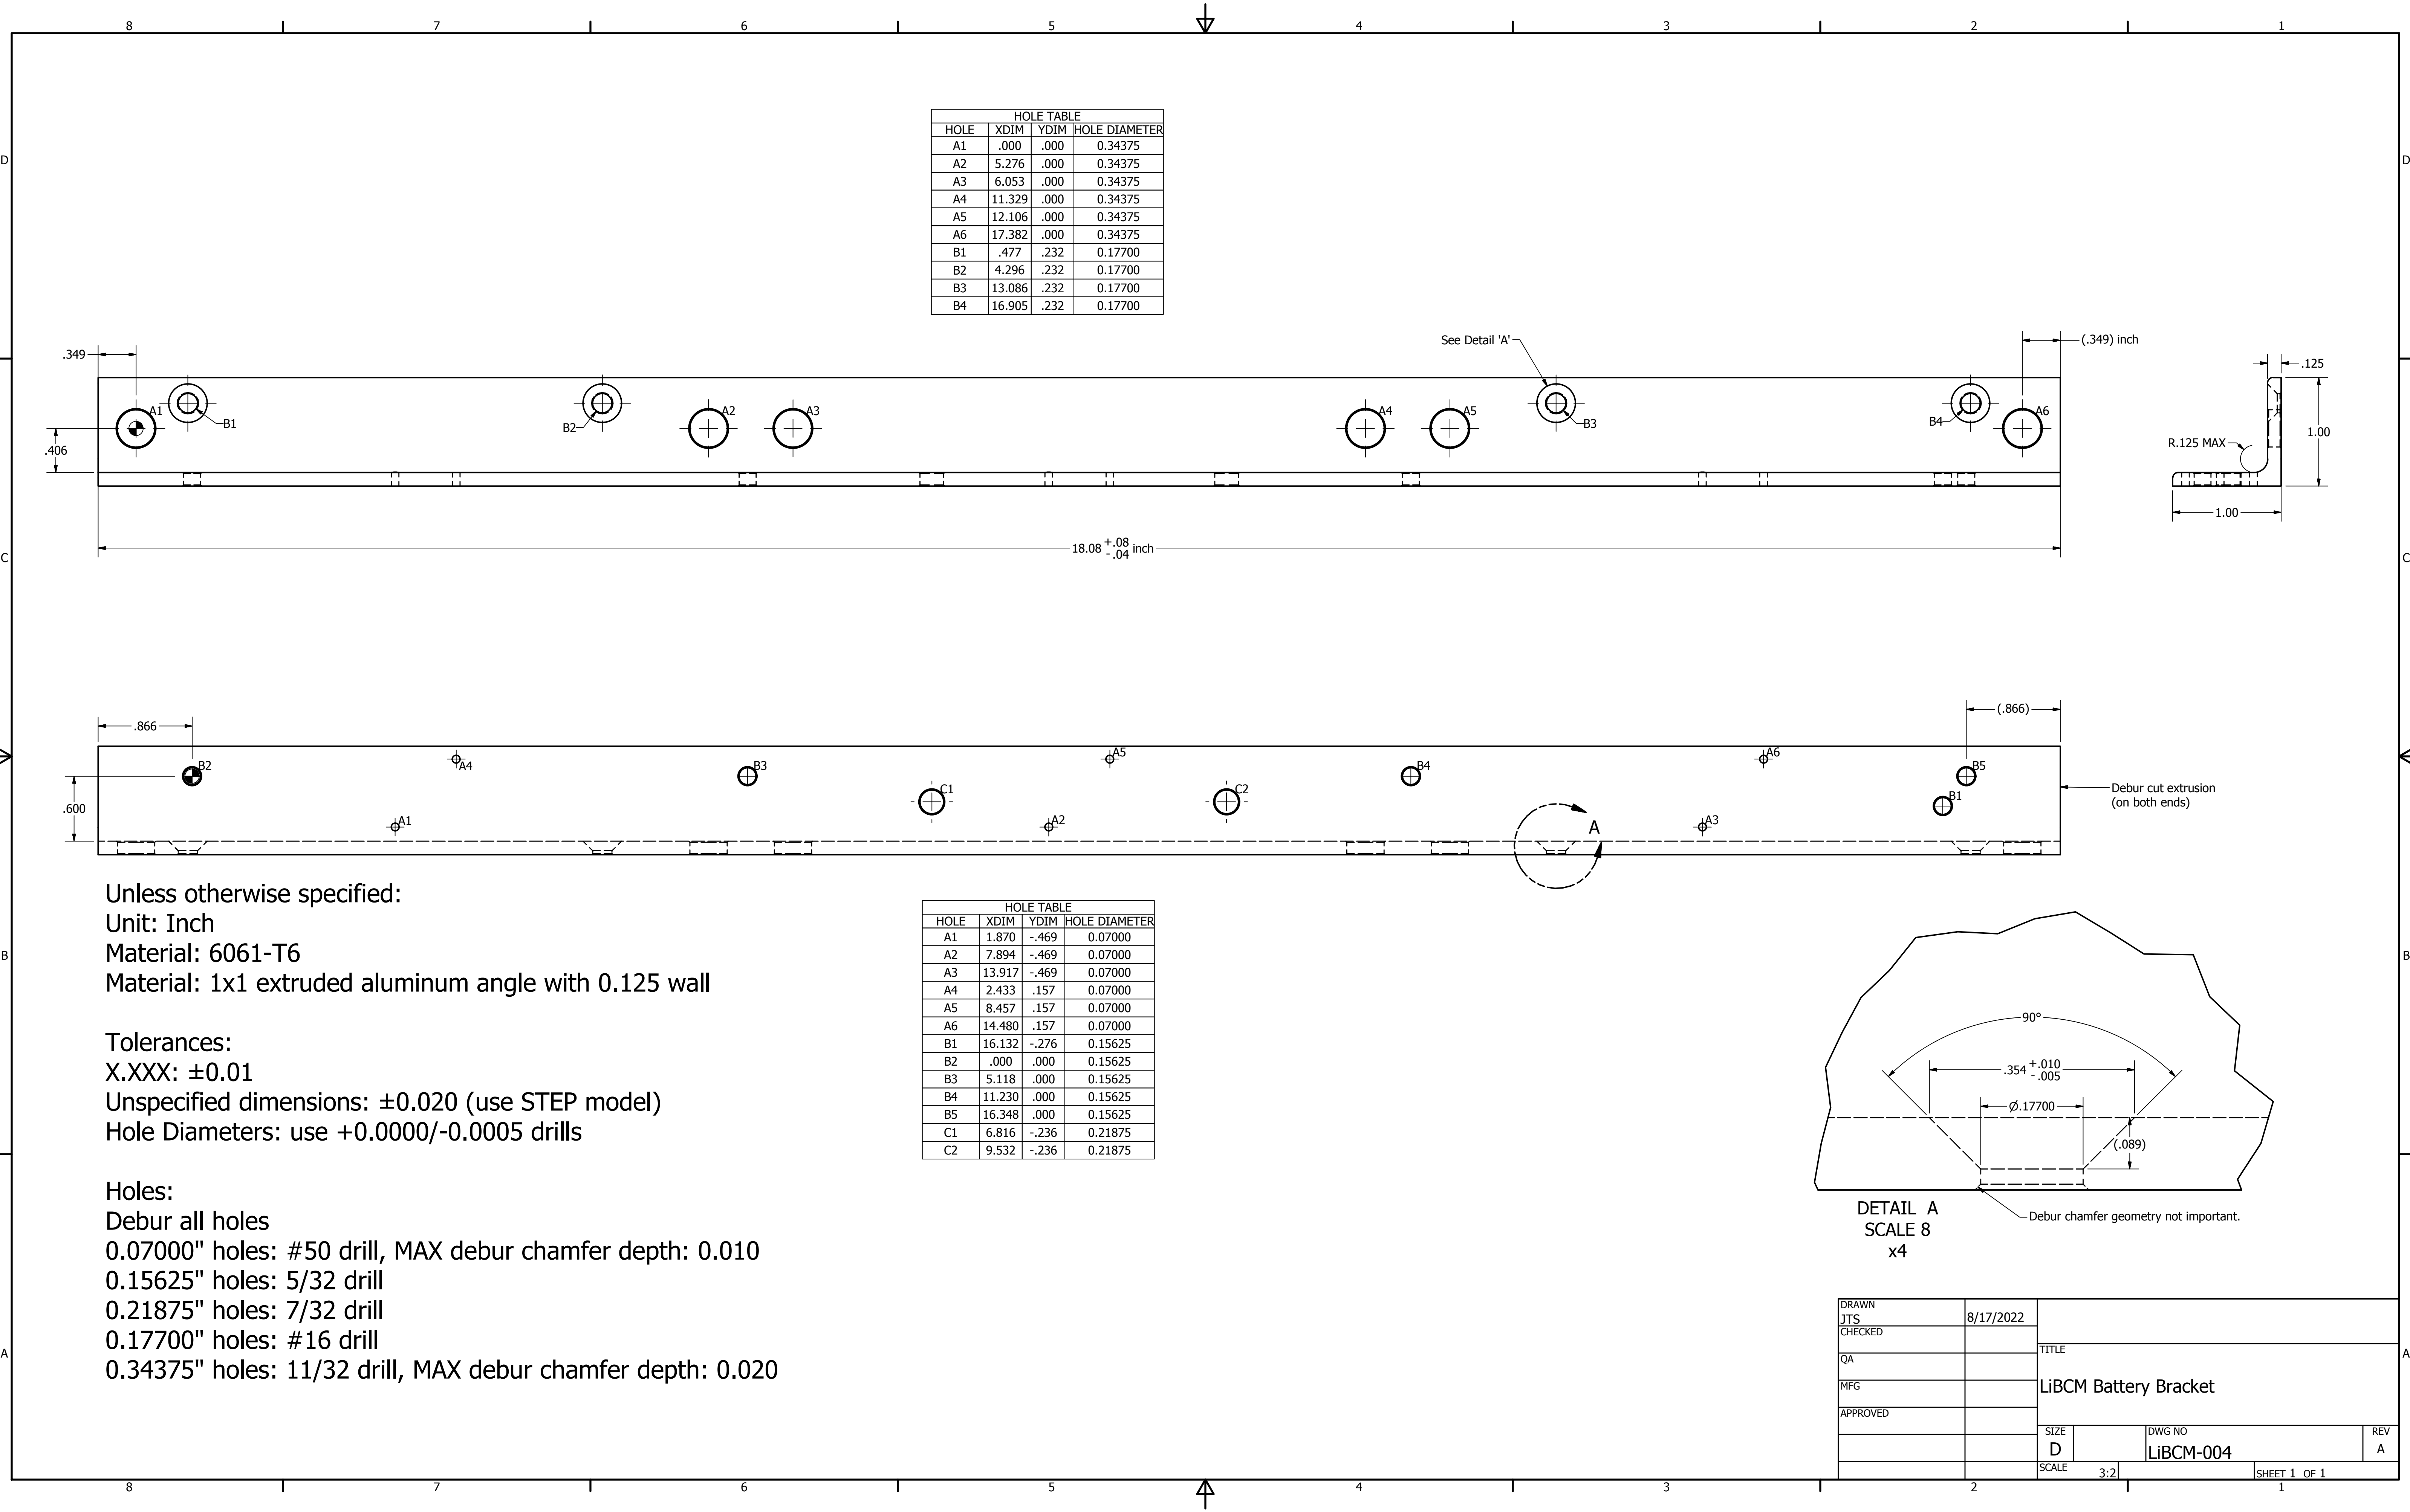 8 7 6 5 4 3 2 1
D D
HOLE TABLE
HOLE XDIM YDIM HOLE DIAMETER
A1 .000 .000 0.34375
A2 5.276 .000 0.34375
A3 6.053 .000 0.34375
A4 11.329 .000 0.34375
A5 12.106 .000 0.34375
A6 17.382 .000 0.34375
B1 .477 .232 0.17700
B2 4.296 .232 0.17700
B3 13.086 .232 0.17700
B4 16.905 .232 0.17700
See Detail 'A'
(.349) inch
.349
.125
A1 A2 A3 A4 A5 A6
B1 B2 B3 B4
.406
R.125 MAX
1.00
1.00
18.08 +.08 -.04 inch
C C
.866
(.866)
B2 A4 B3 A5 B4 A6 B5
.600
C1 C2 B1
A1 A2 A A3
Debur cut extrusion
(on both ends)
Unless otherwise specified:
Unit: Inch
Material: 6061-T6
Material: 1x1 extruded aluminum angle with 0.125 wall
Tolerances:
X.XXX: ±0.01
Unspecified dimensions: ±0.020 (use STEP model)
Hole Diameters: use +0.0000/-0.0005 drills
Holes:
Debur all holes
0.07000" holes: #50 drill, MAX debur chamfer depth: 0.010
0.15625" holes: 5/32 drill
0.21875" holes: 7/32 drill
0.17700" holes: #16 drill
0.34375" holes: 11/32 drill, MAX debur chamfer depth: 0.020
HOLE TABLE
HOLE XDIM YDIM HOLE DIAMETER
A1 1.870 -.469 0.07000
A2 7.894 -.469 0.07000
A3 13.917 -.469 0.07000
A4 2.433 .157 0.07000
A5 8.457 .157 0.07000
A6 14.480 .157 0.07000
B1 16.132 -.276 0.15625
B2 .000 .000 0.15625
B3 5.118 .000 0.15625
B4 11.230 .000 0.15625
B5 16.348 .000 0.15625
C1 6.816 -.236 0.21875
C2 9.532 -.236 0.21875
B B
90°
.354 +.010 -.005
Ø.17700
(.089)
DETAIL A
SCALE 8
x4
Debur chamfer geometry not important.
A A
DRAWN
JTS 8/17/2022
CHECKED
QA
MFG
APPROVED
TITLE
LiBCM Battery Bracket
SIZE
D
DWG NO
LiBCM-004
REV
A
SCALE 3:2
SHEET 1 OF 1
8 7 6 5 4 3 2 1